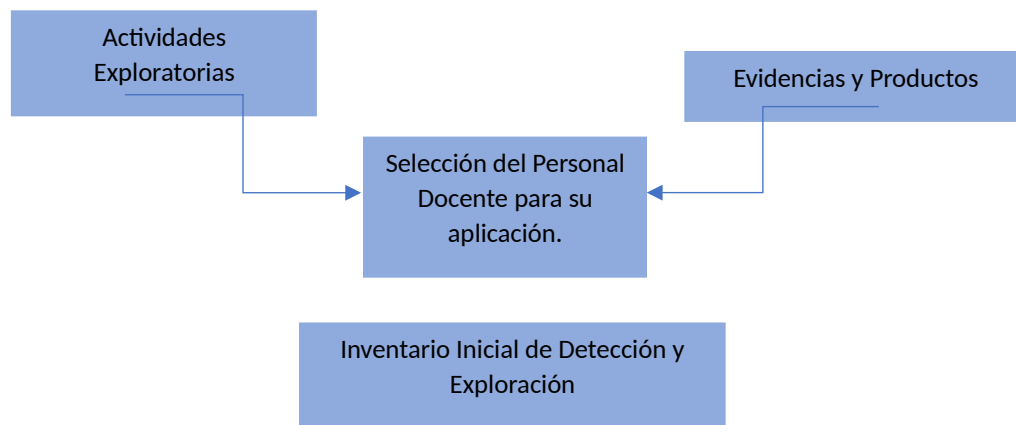 Actividades
Exploratorias
Evidencias y Productos
Selección del Personal
Docente para su
aplicación.
Inventario Inicial de Detección y
Exploración